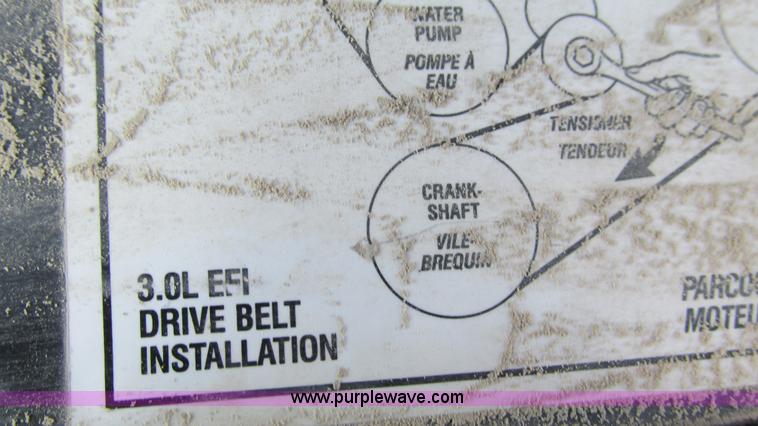 WATER
PUMP
POMPE À
EAU
TENSIONER
TENDEUR
CRANK-
SHAFT
VILE-
BREQUIN
3.0L EFI
DRIVE BELT
INSTALLATION
MOTEU
www.purplewave.com